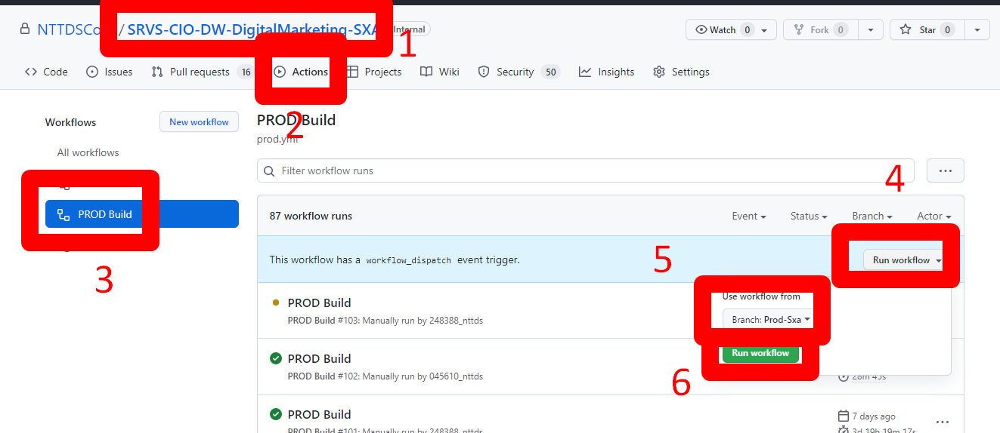 NTTDSCo / SRVS-CIO-DW-DigitalMarketing-SXA Internal
1
Watch 0
Fork 0
Star 0
Code
Issues
Pull requests 16
Actions
Projects
Wiki
Security 50
Insights
Settings
2
Workflows
New workflow
All workflows
PROD Build
3
PROD Build
prod.yml
Filter workflow runs
...
4
87 workflow runs
Event
Status
Branch
Actor
This workflow has a workflow_dispatch event trigger.
5
Run workflow
Use workflow from
Branch: Prod-Sxa
Run workflow
6
PROD Build
PROD Build #103: Manually run by 248388_nttds
PROD Build
PROD Build #102: Manually run by 045610_nttds
28m 45s
PROD Build
PROD Build #101: Manually run by 248388_nttds
7 days ago
3d 19h 19m 17s
...